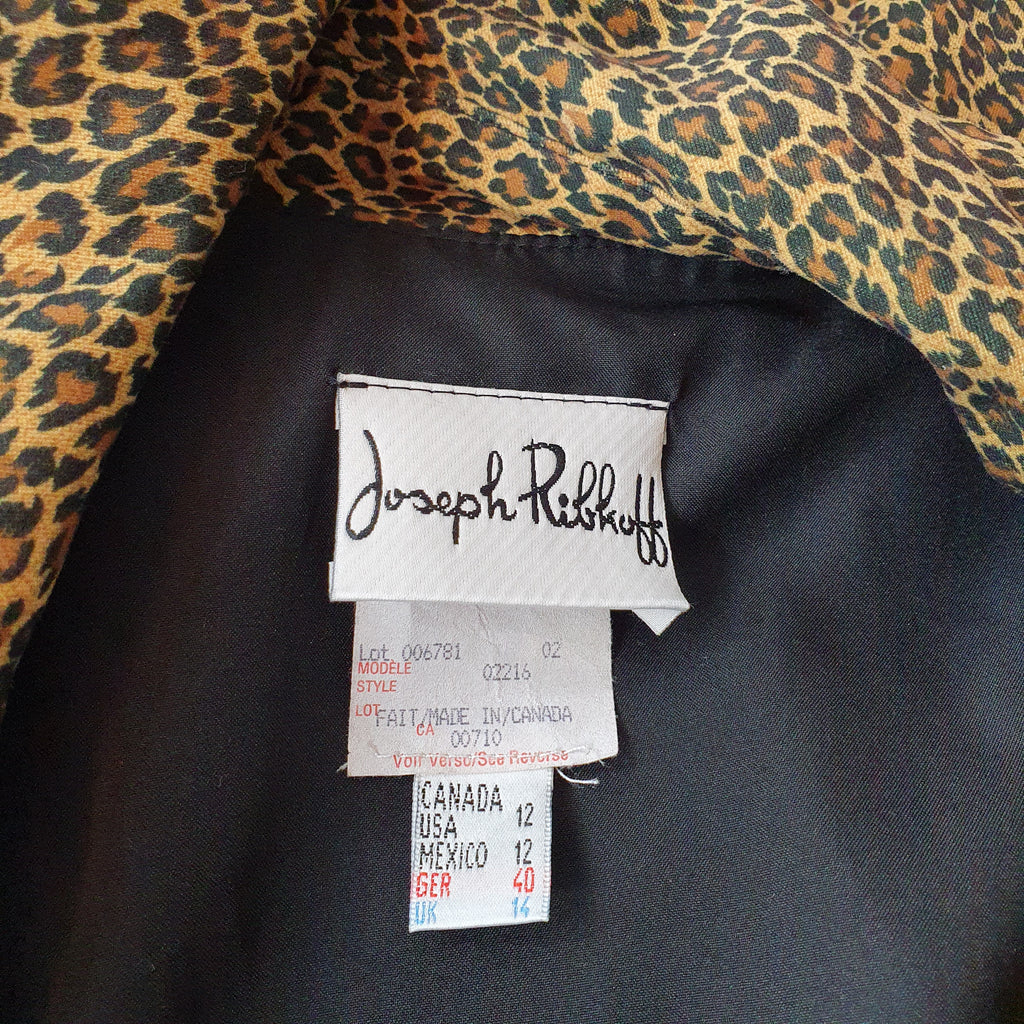 Joseph Ribkoff
Lot 006781 02
MODÈLE
STYLE 02216
LOT FAIT/MADE IN/CANADA
CA 00710
Voir Verso/See Reverse
CANADA
USA 12
MEXICO 12
GER 40
UK 14